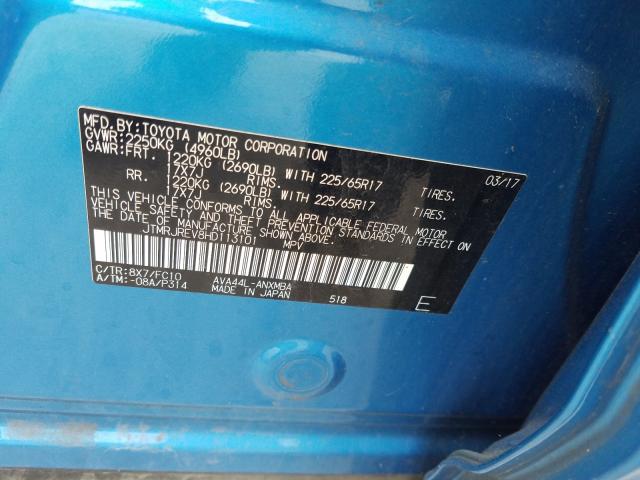 MFD.BY:TOYOTA MOTOR CORPORATION 03/17
GVWR:2250KG (4960LB)
GAWR:FRT. 1220KG (2690LB) WITH 225/65R17 TIRES.
17X7J RIMS.
RR. 1220KG (2690LB) WITH 225/65R17 TIRES.
17X7J RIMS.
THIS VEHICLE CONFORMS TO ALL APPLICABLE FEDERAL MOTOR
VEHICLE SAFETY AND THEFT PREVENTION STANDARDS IN EFFECT
ON THE DATE OF MANUFACTURE SHOWN ABOVE.
JTMRJREV8HD113101 MPV
C/TR:8X7/FC10 AVA44L-ANXMBA
A/TM:-08A/P314 MADE IN JAPAN 518 E